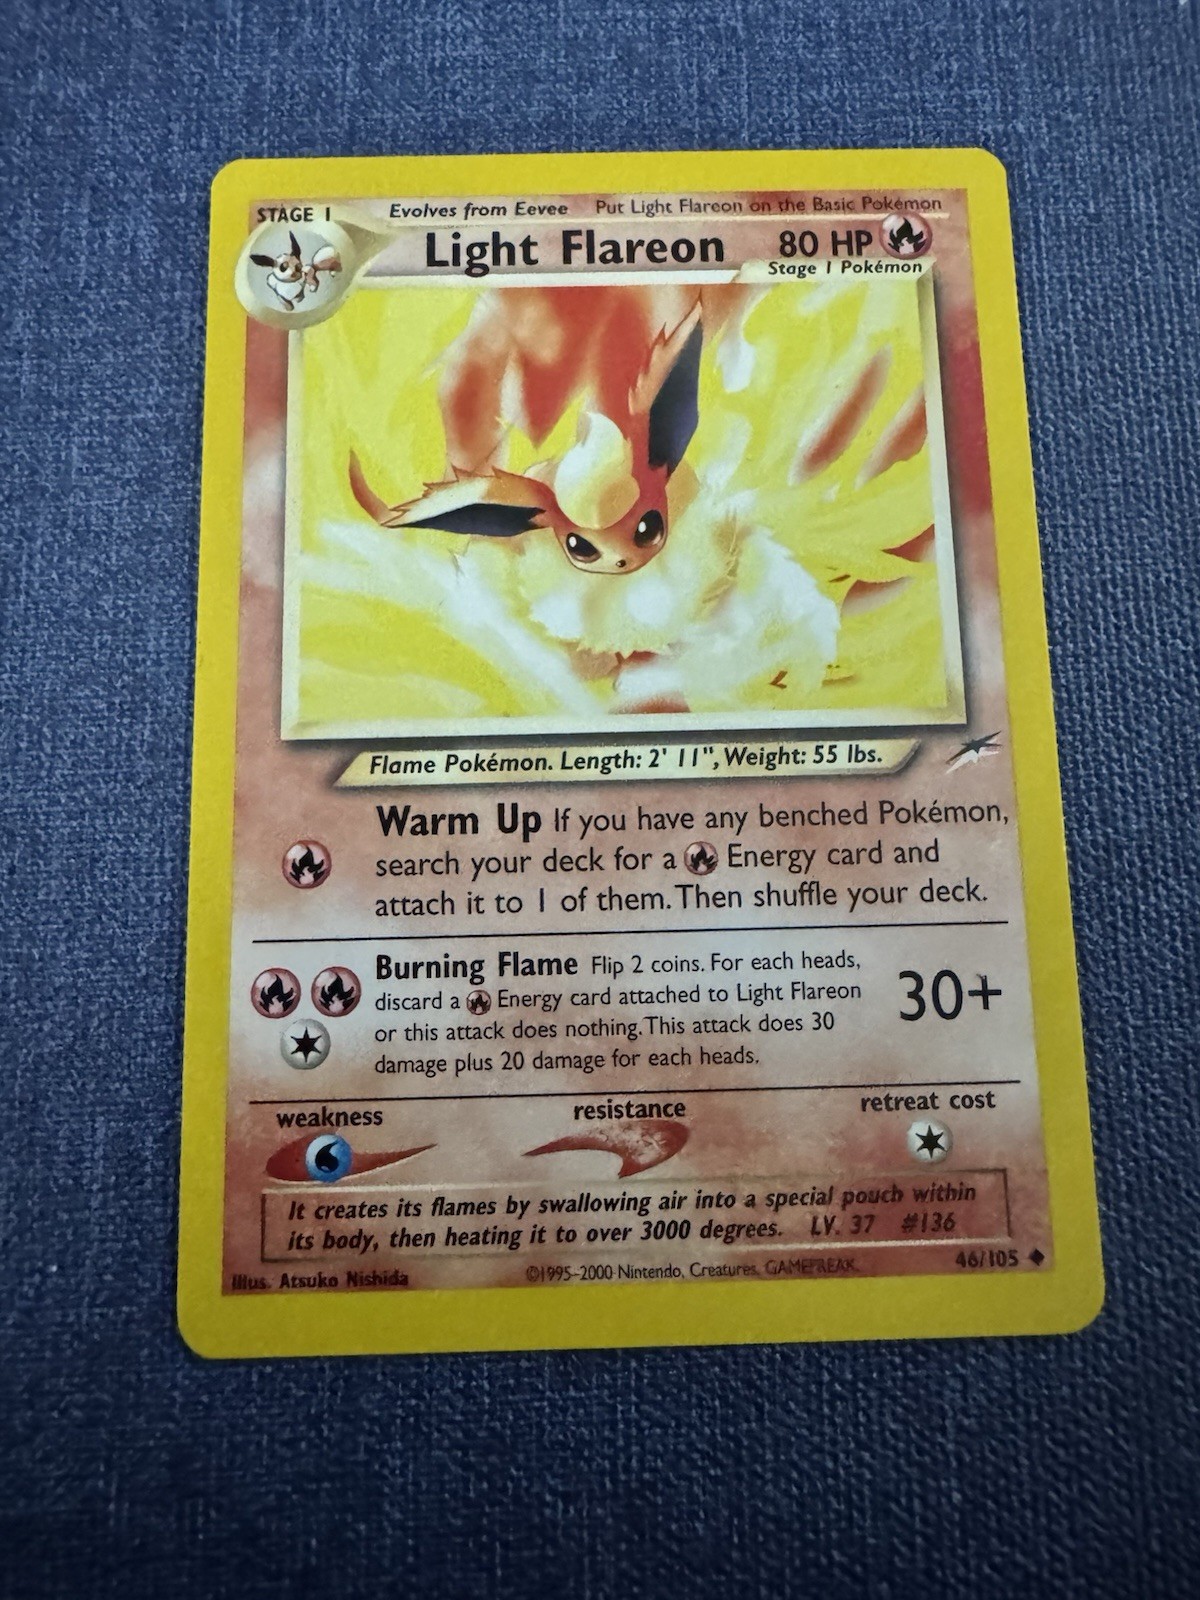 STAGE 1
Evolves from Eevee Put Light Flareon on the Basic Pokémon
Light Flareon 80 HP
Stage 1 Pokémon
Flame Pokémon. Length: 2' 11", Weight: 55 lbs.
Warm Up If you have any benched Pokémon,
search your deck for a Energy card and
attach it to 1 of them. Then shuffle your deck.
Burning Flame Flip 2 coins. For each heads,
discard a Energy card attached to Light Flareon
or this attack does nothing. This attack does 30
damage plus 20 damage for each heads.
30+
weakness resistance retreat cost
It creates its flames by swallowing air into a special pouch within
its body, then heating it to over 3000 degrees. LV. 37 #136
Illus. Atsuko Nishida ©1995–2000 Nintendo, Creatures, GAMEFREAK. 46/105